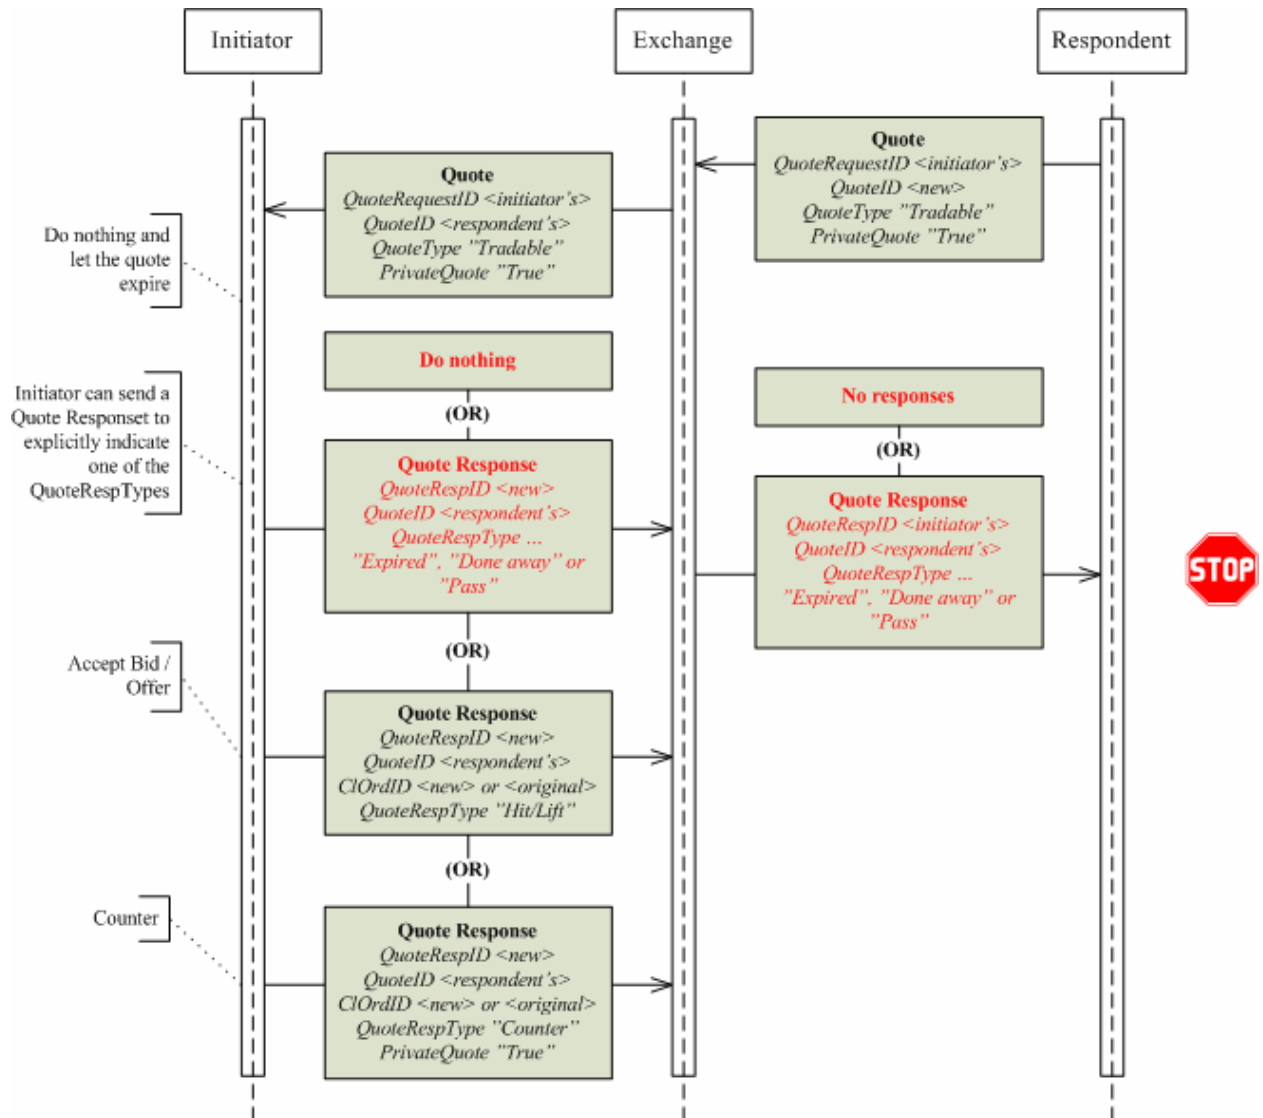 Initiator
Exchange
Respondent
Quote
QuoteRequestID <initiator's>
QuoteID <new>
QuoteType "Tradable"
PrivateQuote "True"
Quote
QuoteRequestID <initiator's>
QuoteID <respondent's>
QuoteType "Tradable"
PrivateQuote "True"
Do nothing and
let the quote
expire
Do nothing
(OR)
Initiator can send a
Quote Responset to
explicitly indicate
one of the
QuoteRespTypes
Quote Response
QuoteRespID <new>
QuoteID <respondent's>
QuoteRespType ...
"Expired", "Done away" or
"Pass"
No responses
(OR)
Quote Response
QuoteRespID <initiator's>
QuoteID <respondent's>
QuoteRespType ...
"Expired", "Done away" or
"Pass"
STOP
(OR)
Accept Bid /
Offer
Quote Response
QuoteRespID <new>
QuoteID <respondent's>
ClOrdID <new> or <original>
QuoteRespType "Hit/Lift"
(OR)
Counter
Quote Response
QuoteRespID <new>
QuoteID <respondent's>
ClOrdID <new> or <original>
QuoteRespType "Counter"
PrivateQuote "True"